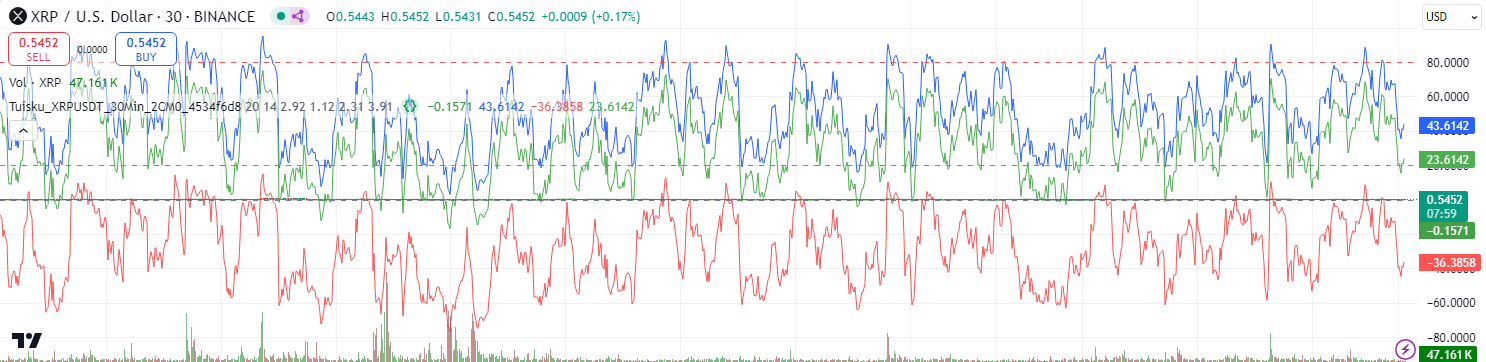 XRP / U.S. Dollar · 30 · BINANCE O0.5443 H0.5452 L0.5431 C0.5452 +0.0009 (+0.17%)
USD
0.5452 SELL
0.0000
0.5452 BUY
Vol · XRP 47.161 K
Tuisku_XRPUSDT_30Min_2CM0_4534f6d8 20 14 2.92 1.12 2.31 3.91 −0.1571 43.6142 −36.3858 23.6142
80.0000
60.0000
43.6142
23.6142
0.5452
07:59
−0.1571
−36.3858
−60.0000
−80.0000
47.161 K